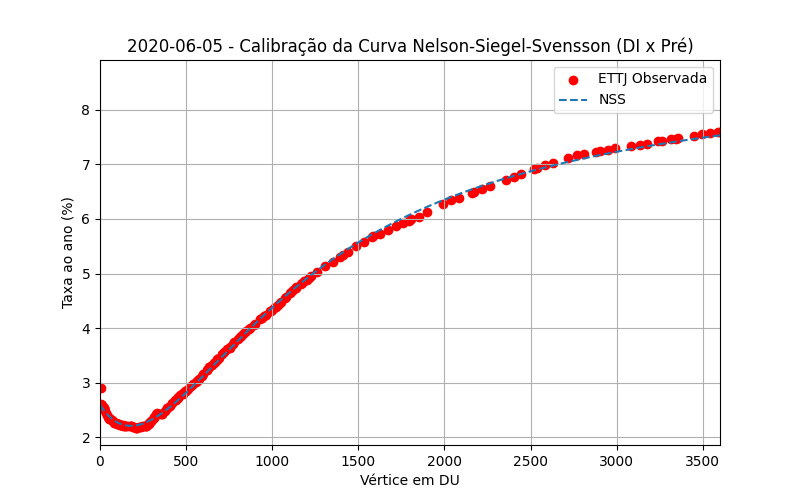 2020-06-05 - Calibração da Curva Nelson-Siegel-Svensson (DI x Pré)
ETTJ Observada
NSS
Taxa ao ano (%)
8
7
6
5
4
3
2
0 500 1000 1500 2000 2500 3000 3500
Vértice em DU